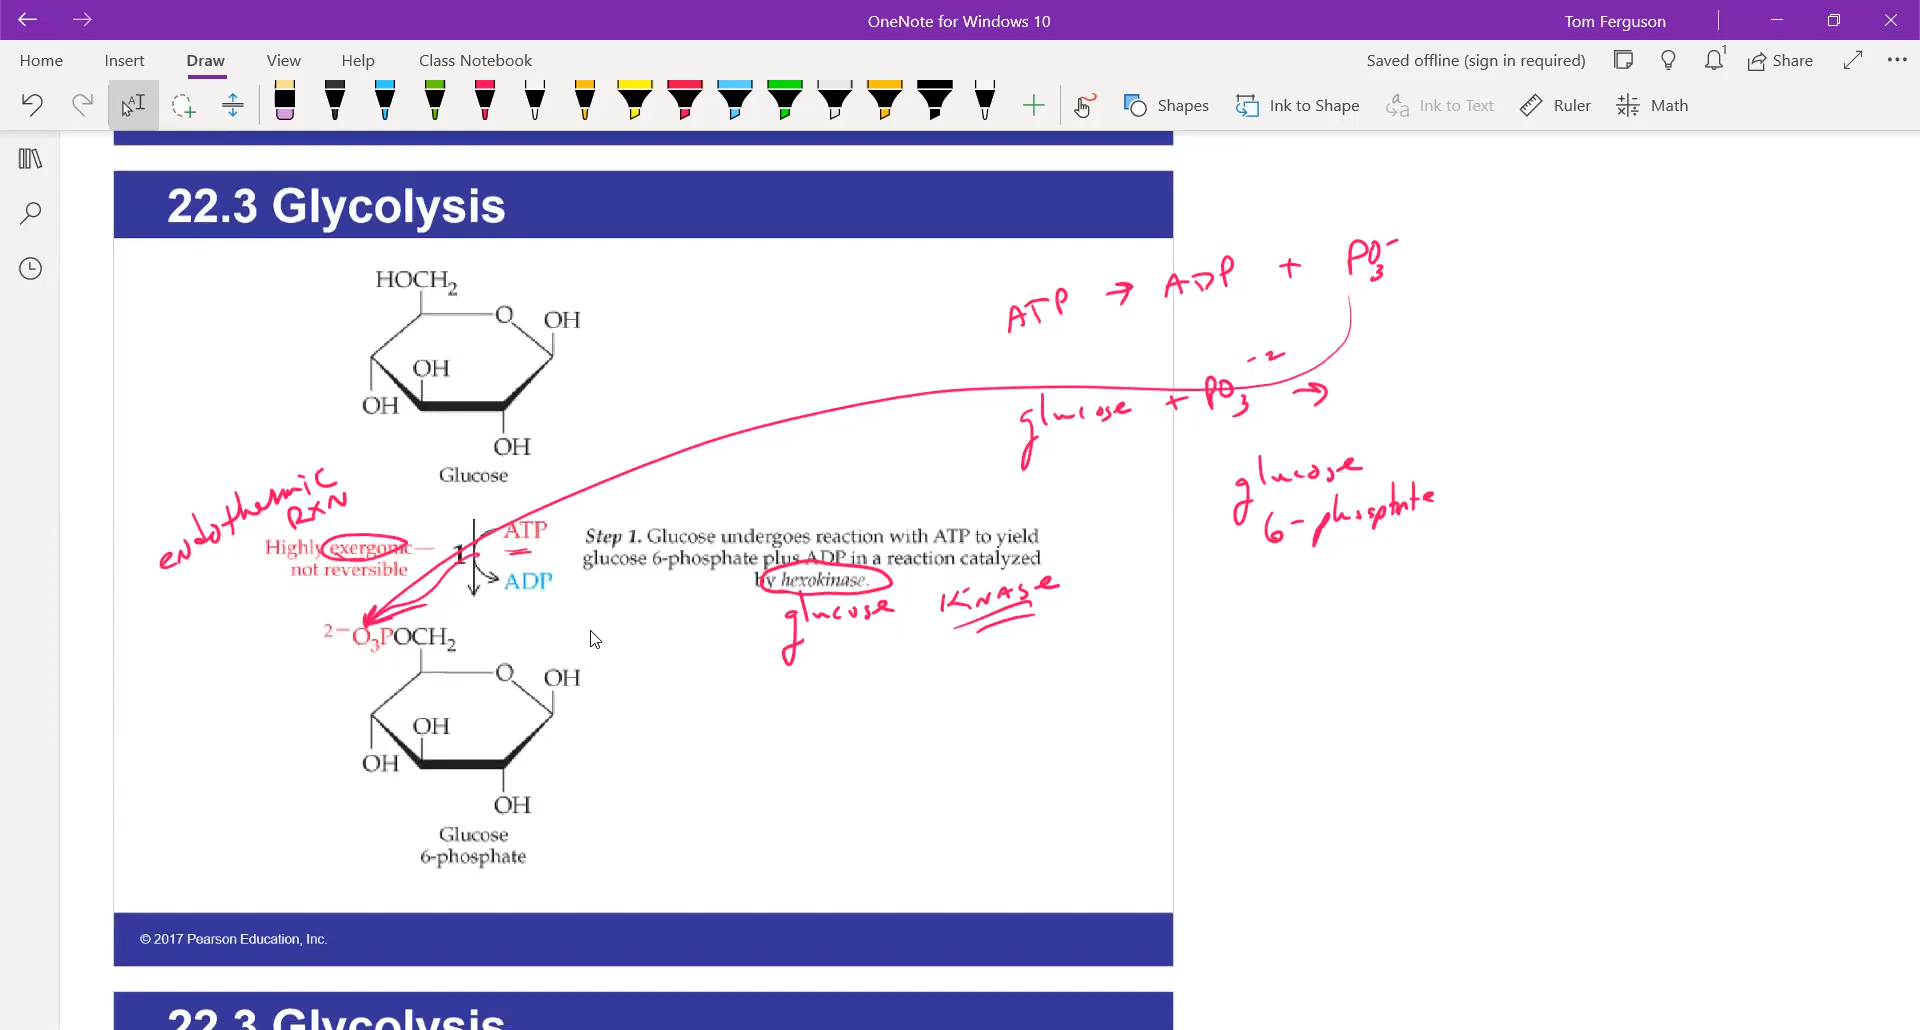 OneNote for Windows 10
Tom Ferguson
Home Insert Draw View Help Class Notebook
Saved offline (sign in required)
1
Share
Shapes
Ink to Shape
Ink to Text
Ruler
Math
22.3 Glycolysis
HOCH2
O
OH
OH
OH
OH
Glucose
ATP → ADP + PO3-
glucose + PO3-2 →
glucose
6-phosphate
endothermic
RXN
Highly exergonic—
not reversible
1
ATP
ADP
Step 1. Glucose undergoes reaction with ATP to yield
glucose 6-phosphate plus ADP in a reaction catalyzed
by hexokinase.
glucose KINASE
2−O3POCH2
O
OH
OH
OH
OH
Glucose
6-phosphate
© 2017 Pearson Education, Inc.
22.3 Glycolysis